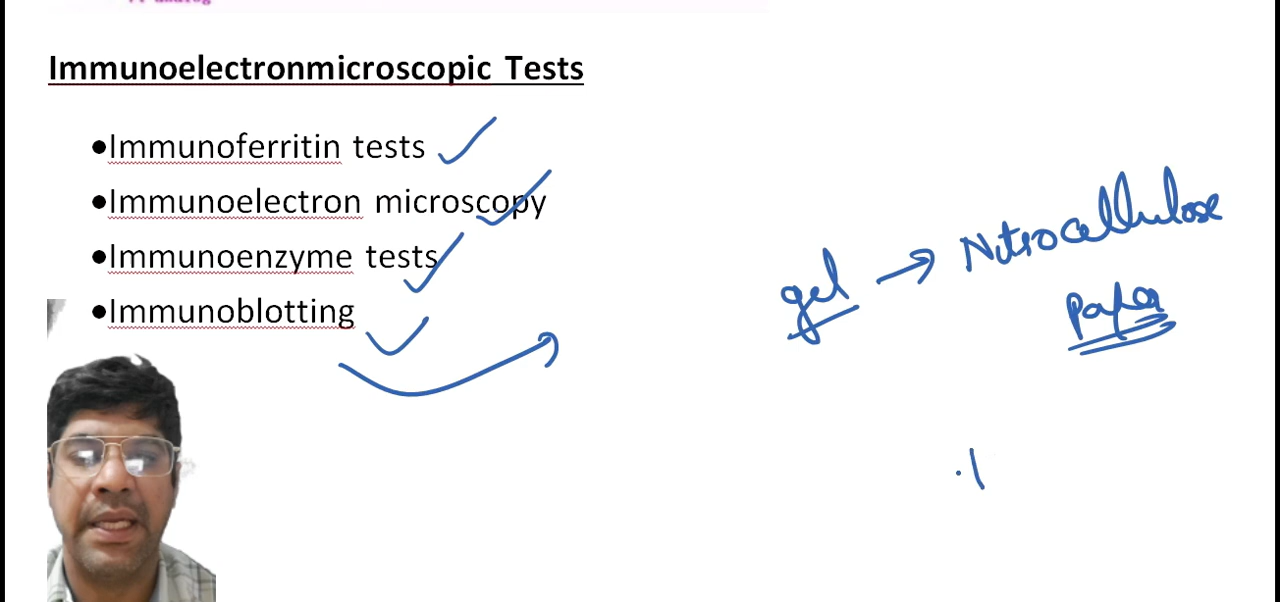 Immunoelectronmicroscopic Tests
•Immunoferritin tests
•Immunoelectron microscopy
•Immunoenzyme tests
•Immunoblotting
gel → Nitrocellulose
Paper